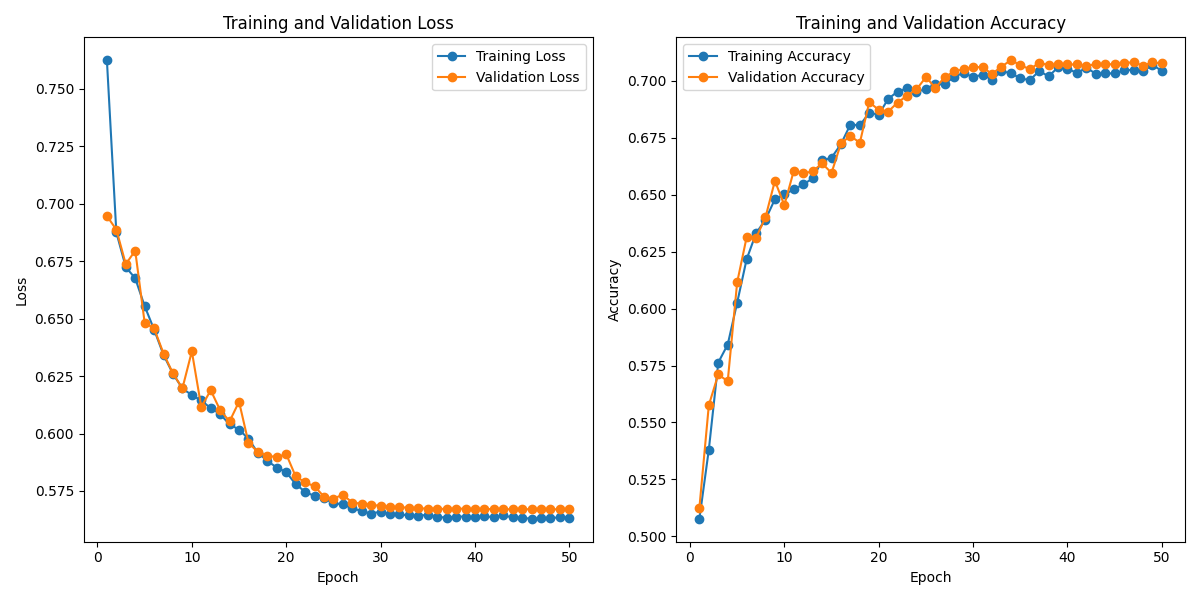 Training and Validation Loss
Training Loss
Validation Loss
0.750
0.725
0.700
0.675
0.650
0.625
0.600
0.575
Loss
0
10
20
30
40
50
Epoch
Training and Validation Accuracy
Training Accuracy
Validation Accuracy
0.700
0.675
0.650
0.625
0.600
0.575
0.550
0.525
0.500
Accuracy
0
10
20
30
40
50
Epoch